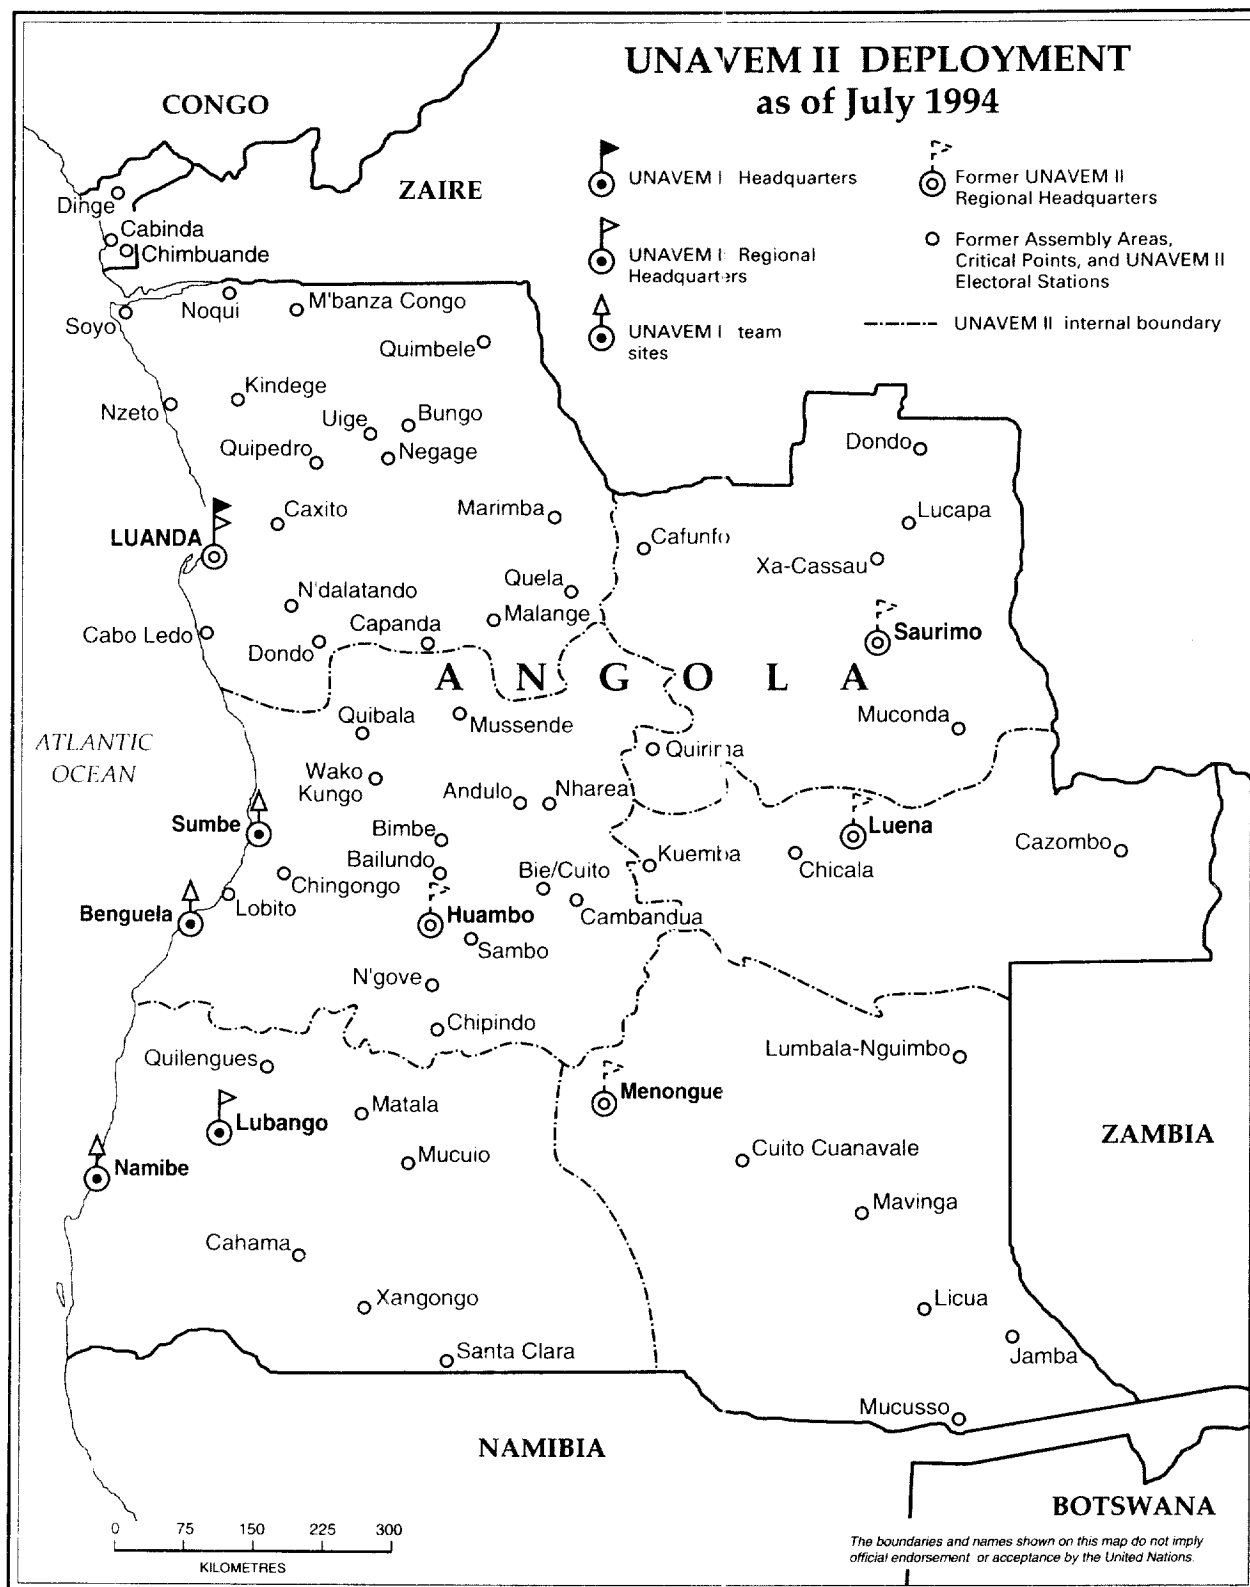 UNAVEM II DEPLOYMENT
as of July 1994
UNAVEM I Headquarters
UNAVEM I Regional
Headquarters
UNAVEM I team
sites
Former UNAVEM II
Regional Headquarters
Former Assembly Areas,
Critical Points, and UNAVEM II
Electoral Stations
UNAVEM II internal boundary
CONGO
ZAIRE
Dinge
Cabinda
Chimbuande
Soyo
Noqui
M'banza Congo
Quimbele
Nzeto
Kindege
Uige
Bungo
Quipedro
Negage
Dondo
LUANDA
Caxito
Marimba
Cafunfo
Lucapa
Xa-Cassau
N'dalatando
Quela
Capanda
Malange
Cabo Ledo
Dondo
Saurimo
ANGOLA
Quibala
Mussende
Muconda
ATLANTIC
OCEAN
Quirima
Wako
Kungo
Andulo
Nharea
Sumbe
Bimbe
Luena
Cazombo
Bailundo
Bie/Cuito
Kuemba
Chicala
Chingongo
Lobito
Benguela
Huambo
Cambandua
Sambo
N'gove
Chipindo
Quilengues
Lumbala-Nguimbo
Lubango
Matala
Menongue
ZAMBIA
Namibe
Mucuio
Cuito Cuanavale
Mavinga
Cahama
Xangongo
Licua
Santa Clara
Jamba
Mucusso
NAMIBIA
BOTSWANA
0 75 150 225 300
KILOMETRES
The boundaries and names shown on this map do not imply
official endorsement or acceptance by the United Nations.